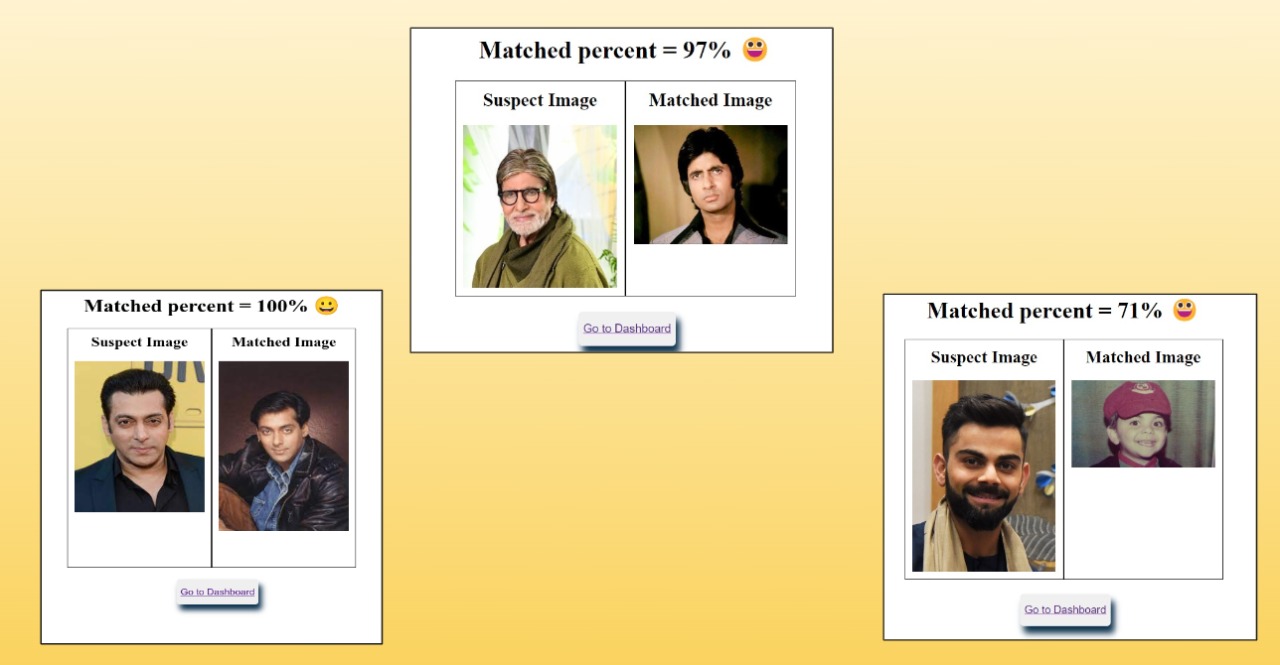 Matched percent = 97% 😀
Suspect Image
Matched Image
Go to Dashboard
Matched percent = 100% 😀
Suspect Image
Matched Image
Go to Dashboard
Matched percent = 71% 😀
Suspect Image
Matched Image
Go to Dashboard